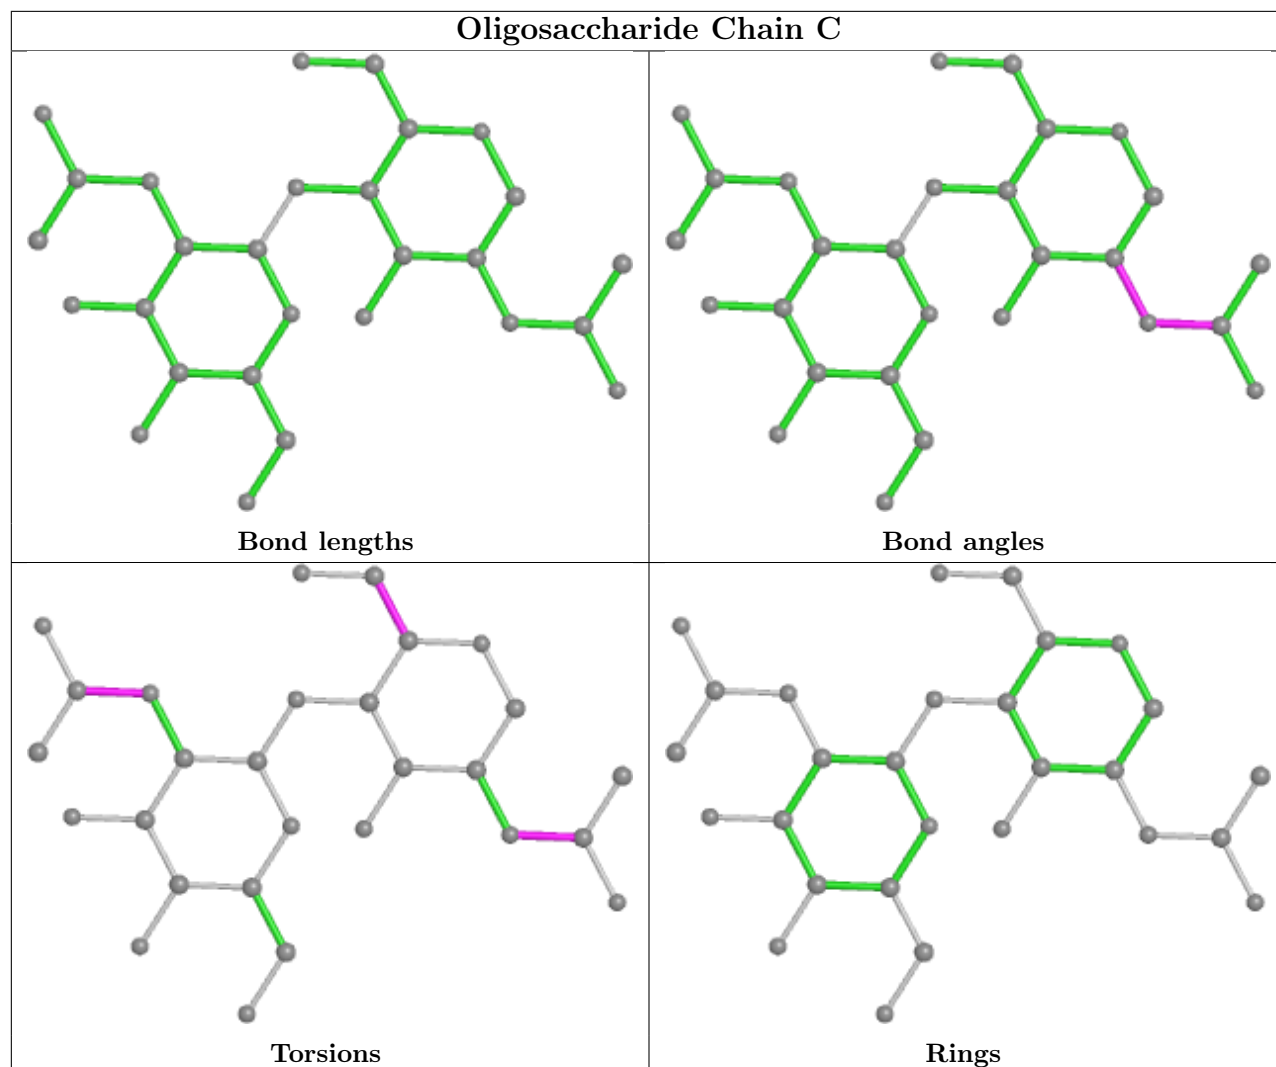 Oligosaccharide Chain C
Bond lengths
Bond angles
Torsions
Rings